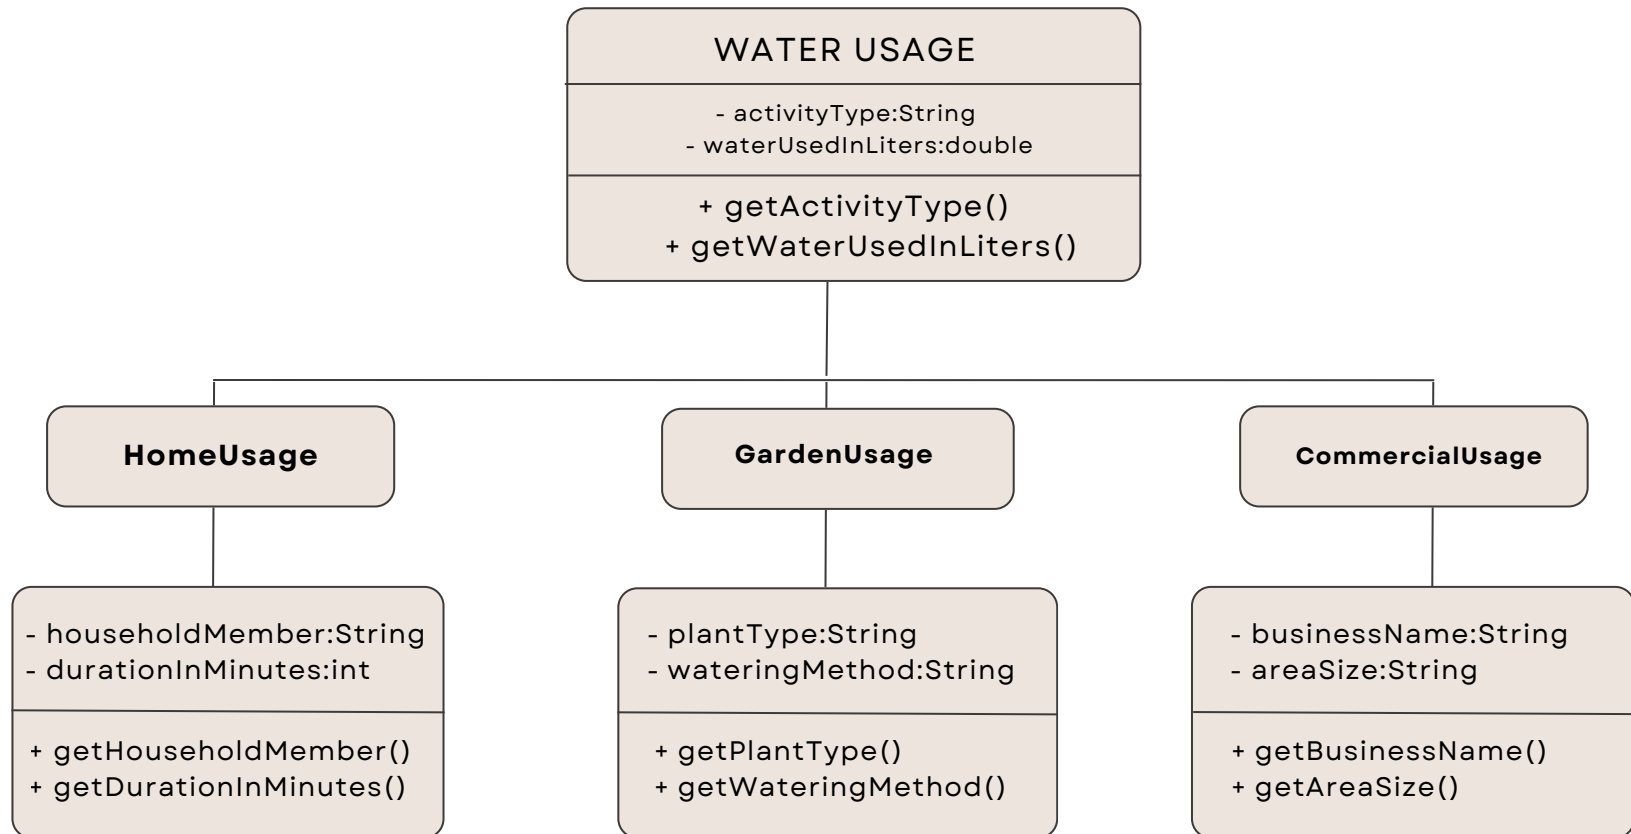 WATER USAGE
- activityType:String
- waterUsedInLiters:double
+ getActivityType()
+ getWaterUsedInLiters()
HomeUsage
- householdMember:String
- durationInMinutes:int
+ getHouseholdMember()
+ getDurationInMinutes()
GardenUsage
- plantType:String
- wateringMethod:String
+ getPlantType()
+ getWateringMethod()
CommercialUsage
- businessName:String
- areaSize:String
+ getBusinessName()
+ getAreaSize()